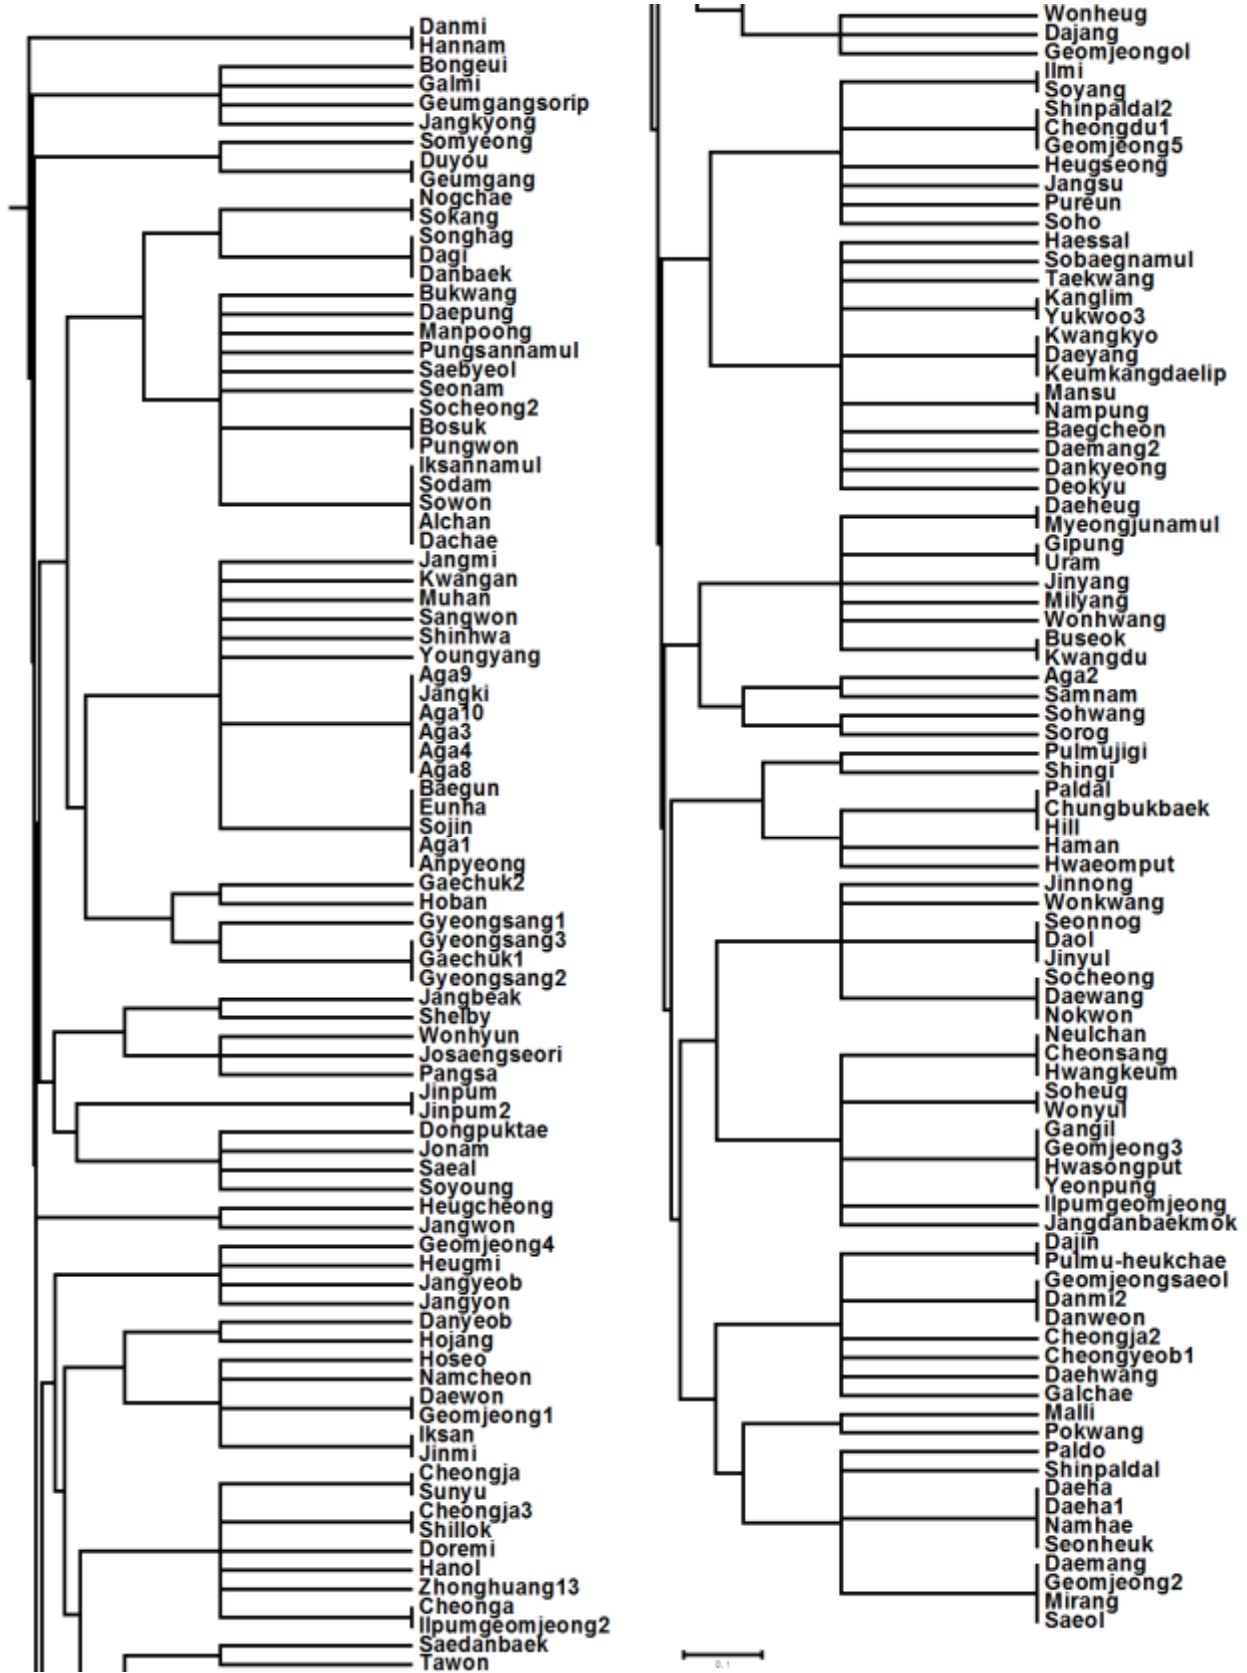 Danmi
Hannam
Bongeui
Galmi
Geumgangsorip
Jangkyong
Somyeong
Duyou
Geumgang
Nogchae
Sokang
Songhag
Dagi
Danbaek
Bukwang
Daepung
Manpoong
Pungsannamul
Saebyeol
Seonam
Socheong2
Bosuk
Pungwon
Iksannamul
Sodam
Sowon
Alchan
Dachae
Jangmi
Kwangan
Muhan
Sangwon
Shinhwa
Youngyang
Aga9
Jangki
Aga10
Aga3
Aga4
Aga8
Baegun
Eunha
Sojin
Aga1
Anpyeong
Gaechuk2
Hoban
Gyeongsang1
Gyeongsang3
Gaechuk1
Gyeongsang2
Jangbeak
Shelby
Wonhyun
Josaengseori
Pangsa
Jinpum
Jinpum2
Dongpuktae
Jonam
Saeal
Soyoung
Heugcheong
Jangwon
Geomjeong4
Heugmi
Jangyeob
Jangyon
Danyeob
Hojang
Hoseo
Namcheon
Daewon
Geomjeong1
Iksan
Jinmi
Cheongja
Sunyu
Cheongja3
Shillok
Doremi
Hanol
Zhonghuang13
Cheonga
Ilpumgeomjeong2
Saedanbaek
Tawon
Wonheug
Dajang
Geomjeongol
Ilmi
Soyang
Shinpaldal2
Cheongdu1
Geomjeong5
Heugseong
Jangsu
Pureun
Soho
Haessal
Sobaegnamul
Taekwang
Kanglim
Yukwoo3
Kwangkyo
Daeyang
Keumkangdaelip
Mansu
Nampung
Baegcheon
Daemang2
Dankyeong
Deokyu
Daeheug
Myeongjunamul
Gipung
Uram
Jinyang
Milyang
Wonhwang
Buseok
Kwangdu
Aga2
Samnam
Sohwang
Sorog
Pulmujigi
Shingi
Paldal
Chungbukbaek
Hill
Haman
Hwaeomput
Jinnong
Wonkwang
Seonnog
Daol
Jinyul
Socheong
Daewang
Nokwon
Neulchan
Cheonsang
Hwangkeum
Soheug
Wonyul
Gangil
Geomjeong3
Hwasongput
Yeonpung
Ilpumgeomjeong
Jangdanbaekmok
Dajin
Pulmu-heukchae
Geomjeongsaeol
Danmi2
Danweon
Cheongja2
Cheongyeob1
Daehwang
Galchae
Malli
Pokwang
Paldo
Shinpaldal
Daeha
Daeha1
Namhae
Seonheuk
Daemang
Geomjeong2
Mirang
Saeol
0.1